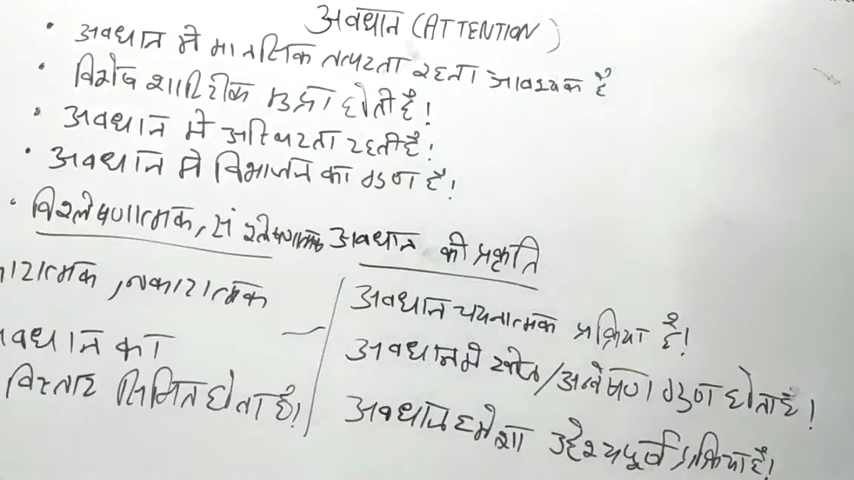 अवधान (ATTENTION)
• अवधान में मानसिक तत्परता रहना आवश्यक है
• विशेष शारिरीक मुद्रा होती है!
• अवधान में अस्थिरता रहती है!
• अवधान में विभाजन का गुण है!
• विश्लेषणात्मक, संश्लेषणात्मक अवधान की प्रकृति
कारात्मक, नकारात्मक
अवधान का
विस्तार सिमित होता है!
अवधान चयनात्मक प्रक्रिया है!
अवधान में खोज/अन्वेषण गुण होता है!
अवधान हमेशा उद्देश्यपूर्ण प्रक्रिया है!